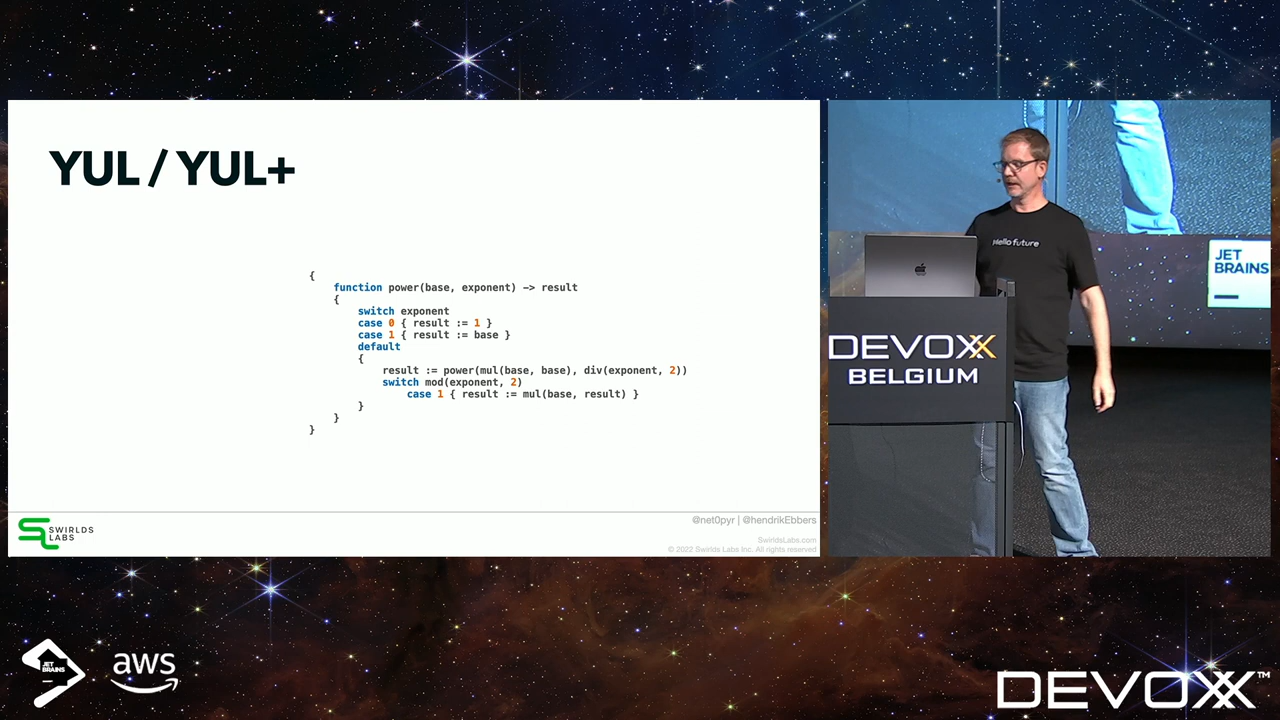 YUL / YUL+
{
function power(base, exponent) -> result
{
switch exponent
case 0 { result := 1 }
case 1 { result := base }
default
{
result := power(mul(base, base), div(exponent, 2))
switch mod(exponent, 2)
case 1 { result := mul(base, result) }
}
}
}
SWIRLDS
LABS
@net0pyr | @hendrikEbbers
SwirldsLabs.com
© 2022 Swirlds Labs Inc. All rights reserved
Hello future
JET
BRAINS
DEVOXX
BELGIUM
JET
BRAINS
aws
DEVOXX™